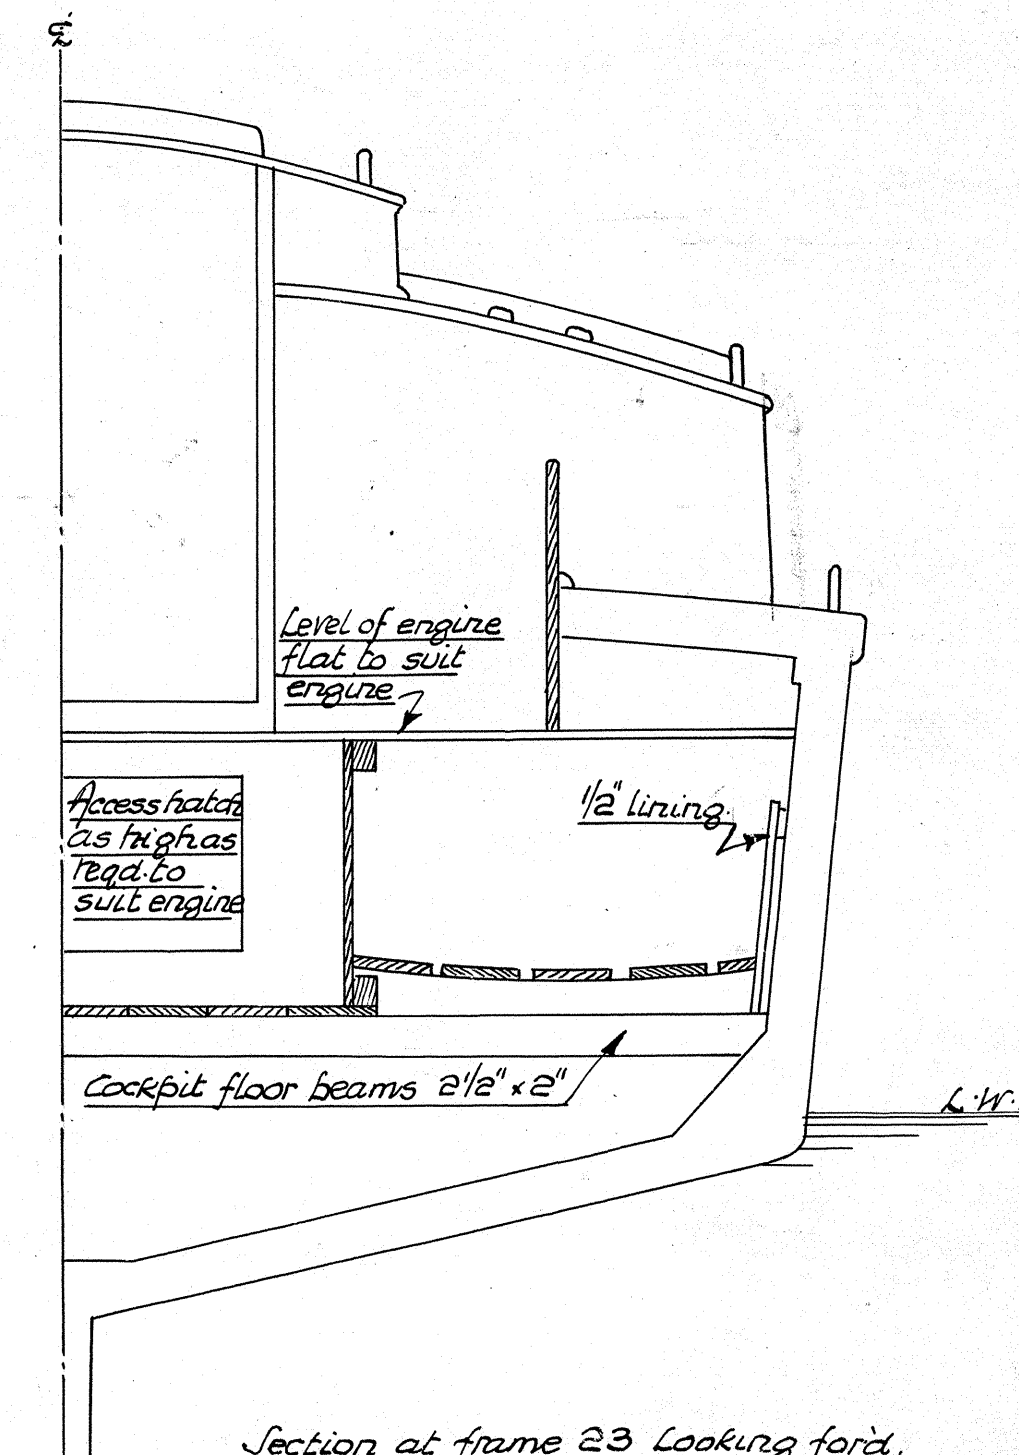 ℄
Level of engine
flat to suit
engine
Access hatch
as high as
reqd. to
suit engine
1/2" lining.
Cockpit floor beams 2 1/2" x 2"
L.W.
Section at frame 23 Looking for'd.